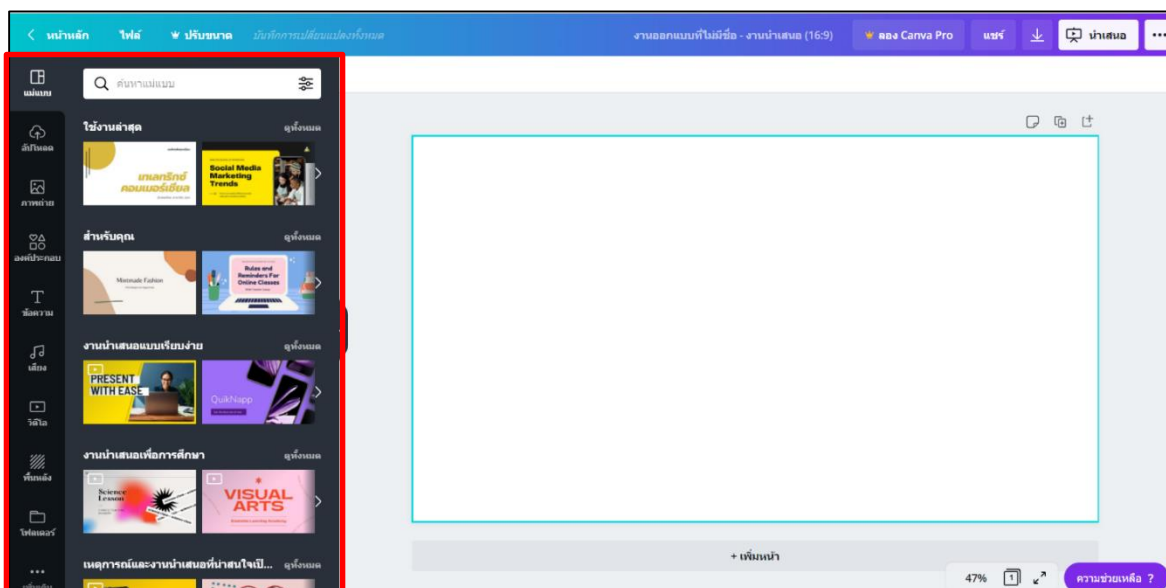 หน้าหลัก ไฟล์ ปรับขนาด บันทึกการเปลี่ยนแปลงทั้งหมด งานออกแบบที่ไม่มีชื่อ - งานนำเสนอ (16:9) ลอง Canva Pro แชร์ นำเสนอ
แม่แบบ
ค้นหาแม่แบบ
อัปโหลด
ใช้งานล่าสุด ดูทั้งหมด
เทเลกริกซ์
คอมเมอร์เชียล
Social Media
Marketing
Trends
ภาพถ่าย
องค์ประกอบ
สำหรับคุณ ดูทั้งหมด
Minimade Fashion
Rules and
Reminders For
Online Classes
ข้อความ
เสียง
งานนำเสนอแบบเรียบง่าย ดูทั้งหมด
PRESENT
WITH EASE
QuikNapp
วิดีโอ
พื้นหลัง
งานนำเสนอเพื่อการศึกษา ดูทั้งหมด
Science
Lesson
VISUAL
ARTS
โฟลเดอร์
เหตุการณ์และงานนำเสนอที่น่าสนใจเป็... ดูทั้งหมด
+ เพิ่มหน้า
47% 1 ความช่วยเหลือ ?